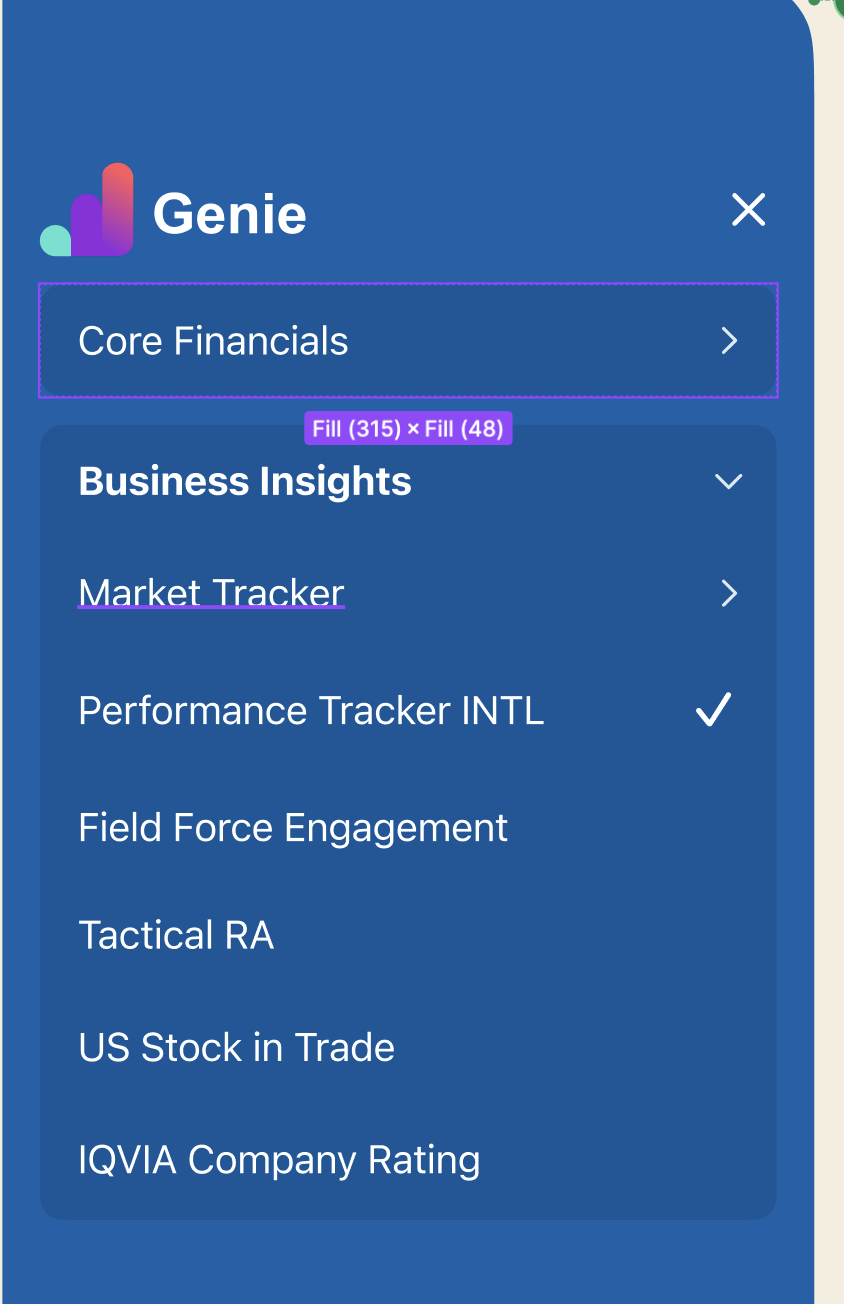 Genie
Core Financials
Fill (315) × Fill (48)
Business Insights
Market Tracker
Performance Tracker INTL
Field Force Engagement
Tactical RA
US Stock in Trade
IQVIA Company Rating